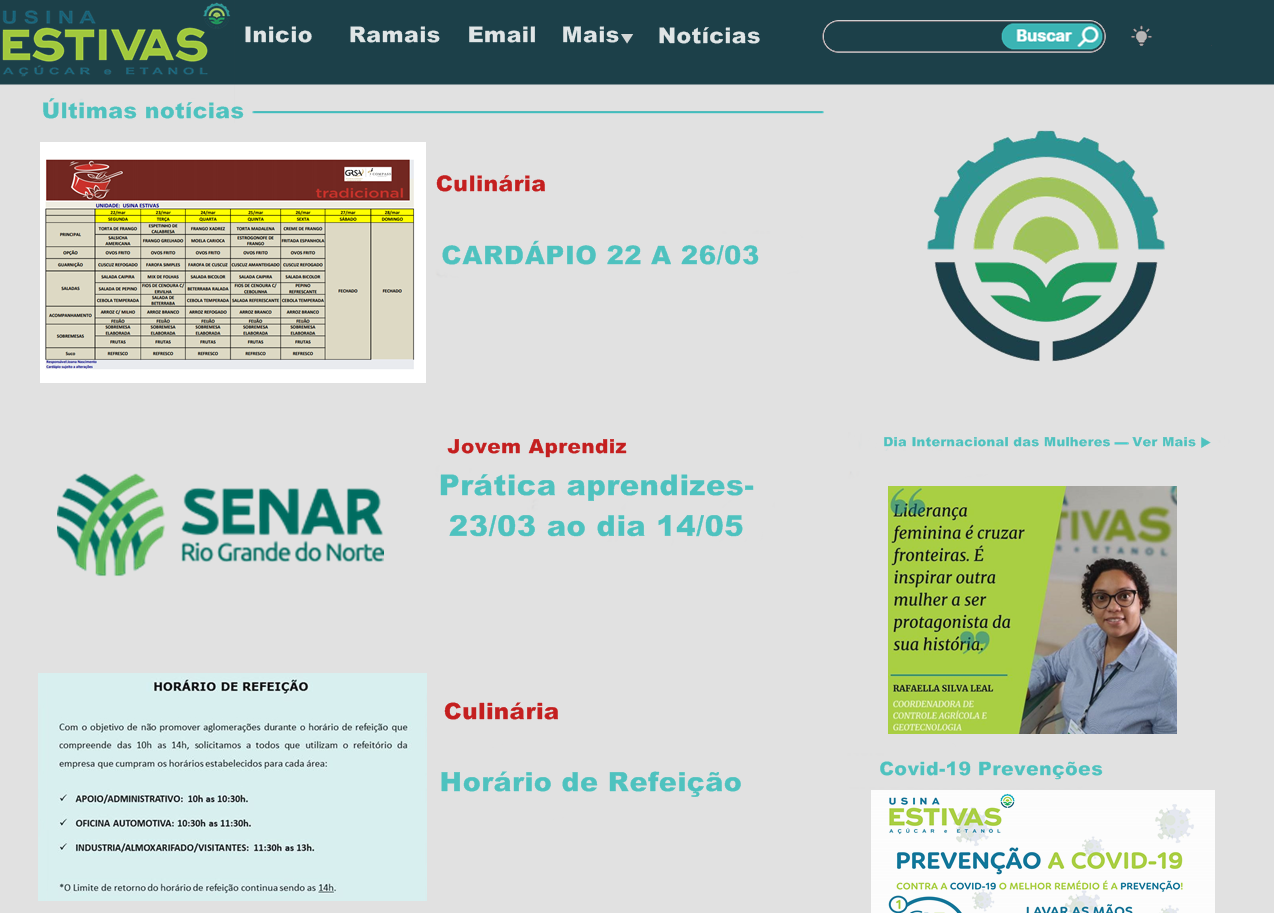 USINA
ESTIVAS
AÇÚCAR e ETANOL
Inicio Ramais Email Mais Notícias
Buscar
Últimas notícias
GRSA COMPASS
tradicional
UNIDADE: USINA ESTIVAS
22/mar 23/mar 24/mar 25/mar 26/mar 27/mar 28/mar
SEGUNDA TERÇA QUARTA QUINTA SEXTA SÁBADO DOMINGO
PRINCIPAL TORTA DE FRANGO ESPETINHO DE CALABRESA FRANGO XADREZ TORTA MADALENA CREME DE FRANGO
SALSICHA AMERICANA FRANGO GRELHADO MOELA CARIOCA ESTROGONOFE DE FRANGO FRITADA ESPANHOLA
OPÇÃO OVOS FRITO OVOS FRITO OVOS FRITO OVOS FRITO OVOS FRITO
GUARNIÇÃO CUSCUZ REFOGADO FAROFA SIMPLES FAROFA DE CUSCUZ CUSCUZ AMANTEIGADO CUSCUZ REFOGADO
SALADAS SALADA CAIPIRA MIX DE FOLHAS SALADA BICOLOR SALADA CAIPIRA SALADA BICOLOR
SALADA DE PEPINO FIOS DE CENOURA C/ ERVILHA BETERRABA RALADA FIOS DE CENOURA C/ CEBOLINHA PEPINO REFRESCANTE FECHADO FECHADO
CEBOLA TEMPERADA SALADA DE BETERRABA CEBOLA TEMPERADA SALADA REFERESCANTE CEBOLA TEMPERADA
ACOMPANHAMENTO ARROZ C/ MILHO ARROZ BRANCO ARROZ REFOGADO ARROZ BRANCO ARROZ BRANCO
FEIJÃO FEIJÃO FEIJÃO FEIJÃO FEIJÃO
SOBREMESAS SOBREMESA ELABORADA SOBREMESA ELABORADA SOBREMESA ELABORADA SOBREMESA ELABORADA SOBREMESA ELABORADA
FRUTAS FRUTAS FRUTAS FRUTAS FRUTAS
Suco REFRESCO REFRESCO REFRESCO REFRESCO REFRESCO
Cardápio sujeito a alterações
Culinária
CARDÁPIO 22 A 26/03
SENAR
Rio Grande do Norte
Jovem Aprendiz
Prática aprendizes-
23/03 ao dia 14/05
HORÁRIO DE REFEIÇÃO
Com o objetivo de não promover aglomerações durante o horário de refeição que
compreende das 10h as 14h, solicitamos a todos que utilizam o refeitório da
empresa que cumpram os horários estabelecidos para cada área:
✓ APOIO/ADMINISTRATIVO: 10h as 10:30h.
✓ OFICINA AUTOMOTIVA: 10:30h as 11:30h.
✓ INDUSTRIA/ALMOXARIFADO/VISITANTES: 11:30h as 13h.
*O Limite de retorno do horário de refeição continua sendo as 14h.
Culinária
Horário de Refeição
Dia Internacional das Mulheres — Ver Mais
“Liderança
feminina é cruzar
fronteiras. É
inspirar outra
mulher a ser
protagonista da
sua história.”
RAFAELLA SILVA LEAL
COORDENADORA DE
CONTROLE AGRÍCOLA E
GEOTECNOLOGIA
TIVAS
ETANOL
Covid-19 Prevenções
USINA
ESTIVAS
AÇÚCAR e ETANOL
PREVENÇÃO A COVID-19
CONTRA A COVID-19 O MELHOR REMÉDIO É A PREVENÇÃO!
1
LAVAR AS MÃOS